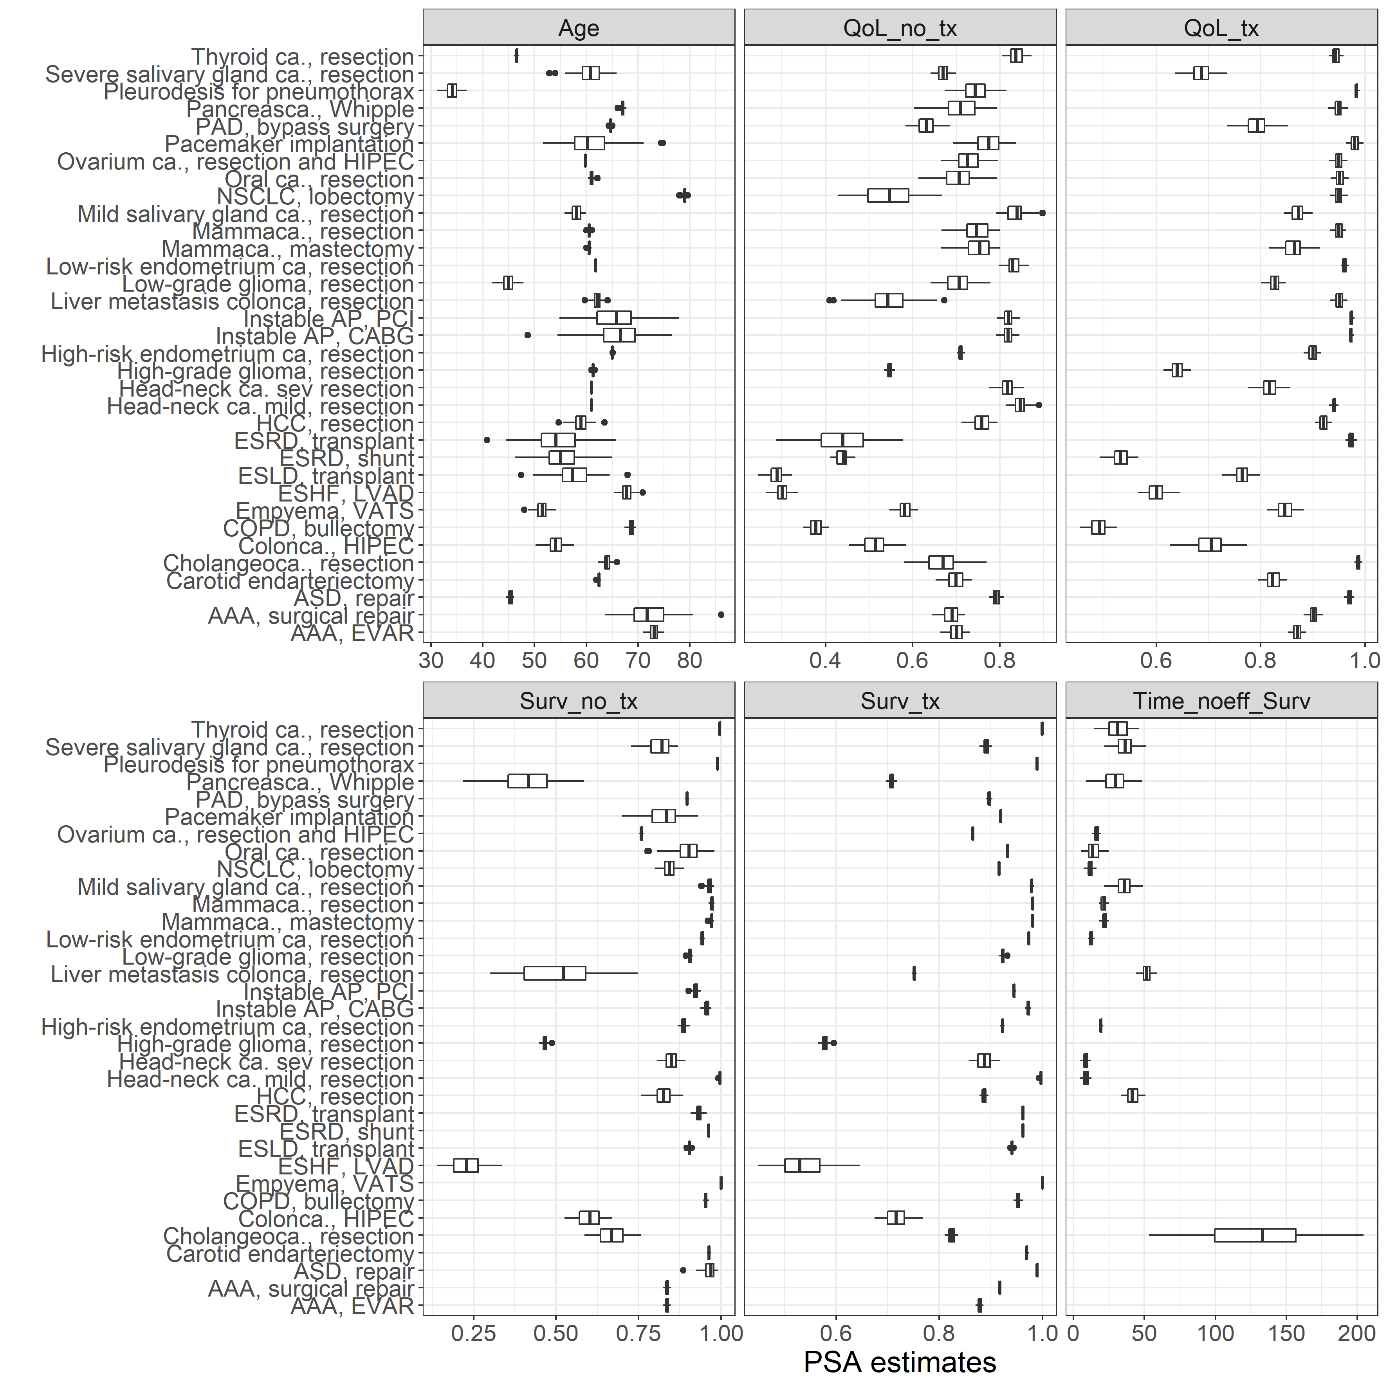 Age QoL_no_tx QoL_tx
Thyroid ca., resection
Severe salivary gland ca., resection
Pleurodesis for pneumothorax
Pancreasca., Whipple
PAD, bypass surgery
Pacemaker implantation
Ovarium ca., resection and HIPEC
Oral ca., resection
NSCLC, lobectomy
Mild salivary gland ca., resection
Mammaca., resection
Mammaca., mastectomy
Low-risk endometrium ca, resection
Low-grade glioma, resection
Liver metastasis colonca, resection
Instable AP, PCI
Instable AP, CABG
High-risk endometrium ca, resection
High-grade glioma, resection
Head-neck ca. sev resection
Head-neck ca. mild, resection
HCC, resection
ESRD, transplant
ESRD, shunt
ESLD, transplant
ESHF, LVAD
Empyema, VATS
COPD, bullectomy
Colonca., HIPEC
Cholangeoca., resection
Carotid endarteriectomy
ASD, repair
AAA, surgical repair
AAA, EVAR
30 40 50 60 70 80 0.4 0.6 0.8 0.6 0.8 1.0
Surv_no_tx Surv_tx Time_noeff_Surv
Thyroid ca., resection
Severe salivary gland ca., resection
Pleurodesis for pneumothorax
Pancreasca., Whipple
PAD, bypass surgery
Pacemaker implantation
Ovarium ca., resection and HIPEC
Oral ca., resection
NSCLC, lobectomy
Mild salivary gland ca., resection
Mammaca., resection
Mammaca., mastectomy
Low-risk endometrium ca, resection
Low-grade glioma, resection
Liver metastasis colonca, resection
Instable AP, PCI
Instable AP, CABG
High-risk endometrium ca, resection
High-grade glioma, resection
Head-neck ca. sev resection
Head-neck ca. mild, resection
HCC, resection
ESRD, transplant
ESRD, shunt
ESLD, transplant
ESHF, LVAD
Empyema, VATS
COPD, bullectomy
Colonca., HIPEC
Cholangeoca., resection
Carotid endarteriectomy
ASD, repair
AAA, surgical repair
AAA, EVAR
0.25 0.50 0.75 1.00 0.6 0.8 1.0 0 50 100 150 200
PSA estimates